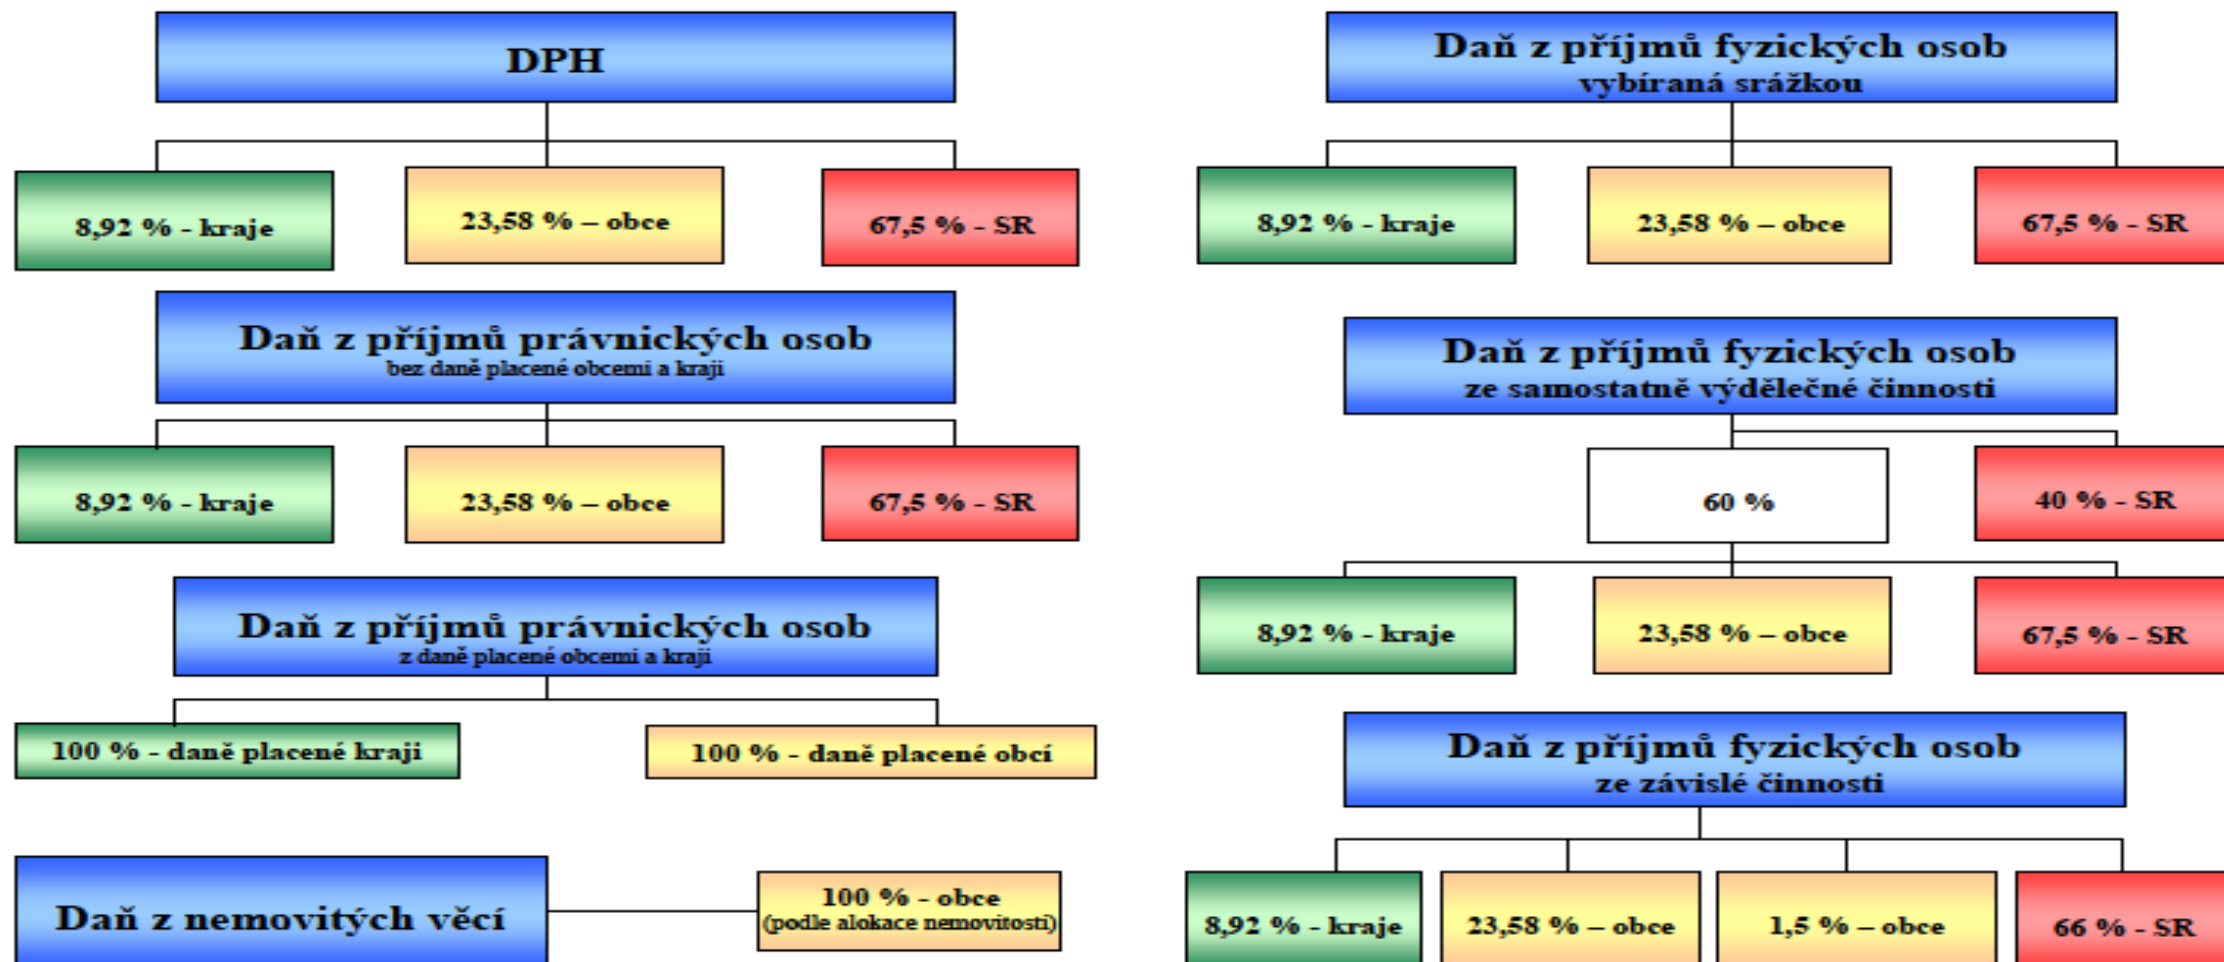 DPH
8,92 % - kraje
23,58 % – obce
67,5 % - SR
Daň z příjmů právnických osob
bez daně placené obcemi a kraji
8,92 % - kraje
23,58 % – obce
67,5 % - SR
Daň z příjmů právnických osob
z daně placené obcemi a kraji
100 % - daně placené kraji
100 % - daně placené obcí
Daň z nemovitých věcí
100 % - obce
(podle alokace nemovitosti)
Daň z příjmů fyzických osob
vybíraná srážkou
8,92 % - kraje
23,58 % – obce
67,5 % - SR
Daň z příjmů fyzických osob
ze samostatně výdělečné činnosti
60 %
40 % - SR
8,92 % - kraje
23,58 % – obce
67,5 % - SR
Daň z příjmů fyzických osob
ze závislé činnosti
8,92 % - kraje
23,58 % – obce
1,5 % – obce
66 % - SR